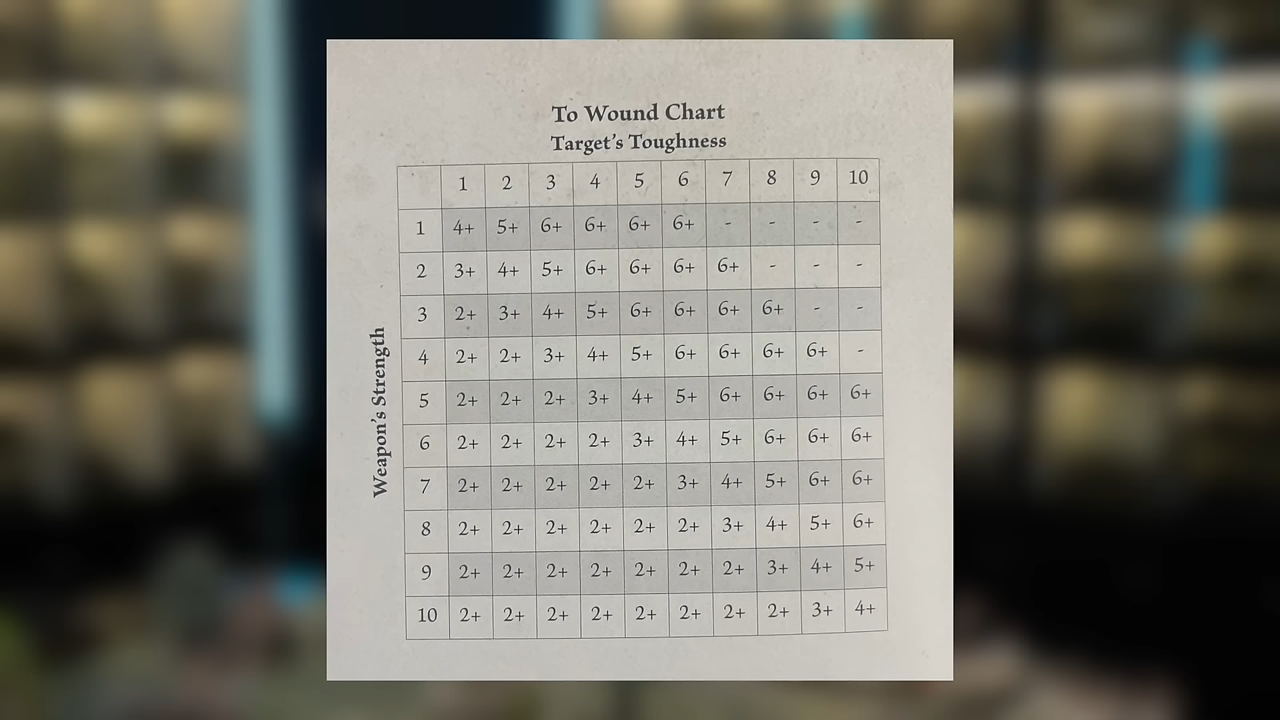 To Wound Chart
Target's Toughness
1 2 3 4 5 6 7 8 9 10
Weapon's Strength
1 4+ 5+ 6+ 6+ 6+ 6+ - - - -
2 3+ 4+ 5+ 6+ 6+ 6+ 6+ - - -
3 2+ 3+ 4+ 5+ 6+ 6+ 6+ 6+ - -
4 2+ 2+ 3+ 4+ 5+ 6+ 6+ 6+ 6+ -
5 2+ 2+ 2+ 3+ 4+ 5+ 6+ 6+ 6+ 6+
6 2+ 2+ 2+ 2+ 3+ 4+ 5+ 6+ 6+ 6+
7 2+ 2+ 2+ 2+ 2+ 3+ 4+ 5+ 6+ 6+
8 2+ 2+ 2+ 2+ 2+ 2+ 3+ 4+ 5+ 6+
9 2+ 2+ 2+ 2+ 2+ 2+ 2+ 3+ 4+ 5+
10 2+ 2+ 2+ 2+ 2+ 2+ 2+ 2+ 3+ 4+